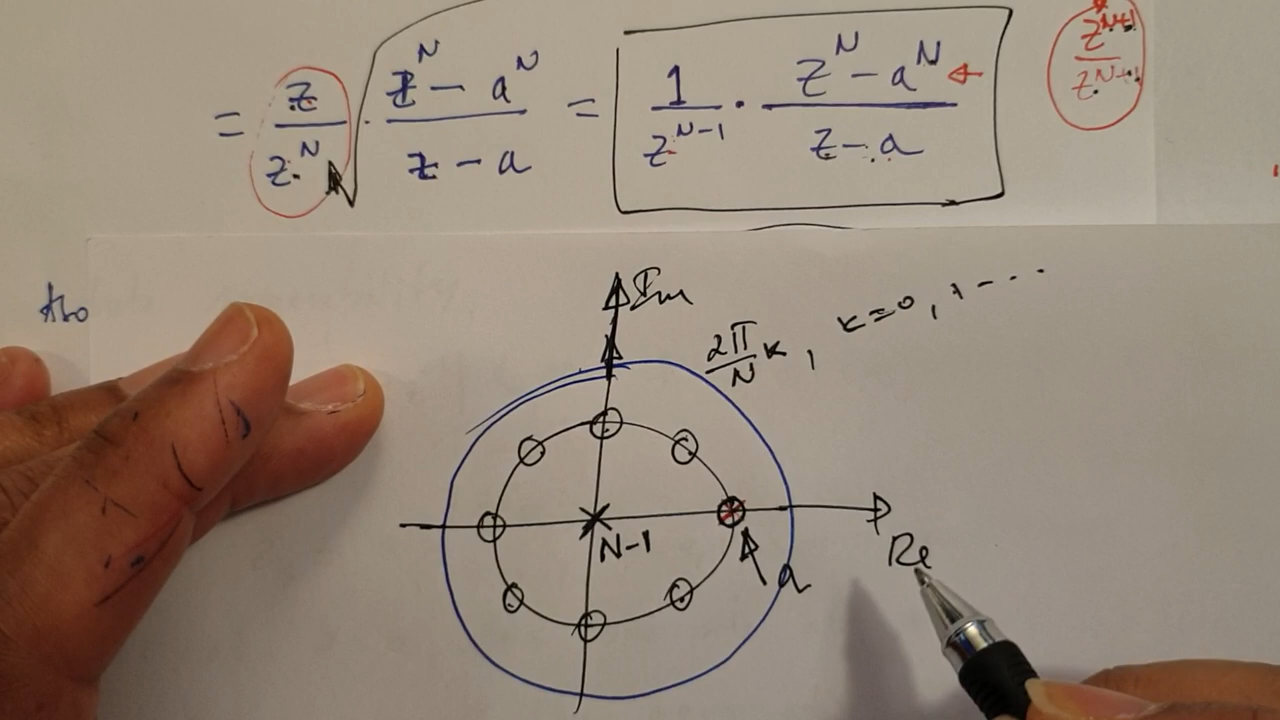 = z/z^N · (z^N - a^N)/(z - a) = 1/z^{N-1} · (z^N - a^N)/(z - a)
z^{N+1}/z^{N+1}
Im
2π/N k, k=0, 1 - ...
N-1
a
Re